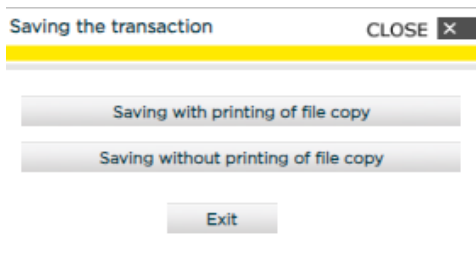 Saving the transaction CLOSE X
Saving with printing of file copy
Saving without printing of file copy
Exit